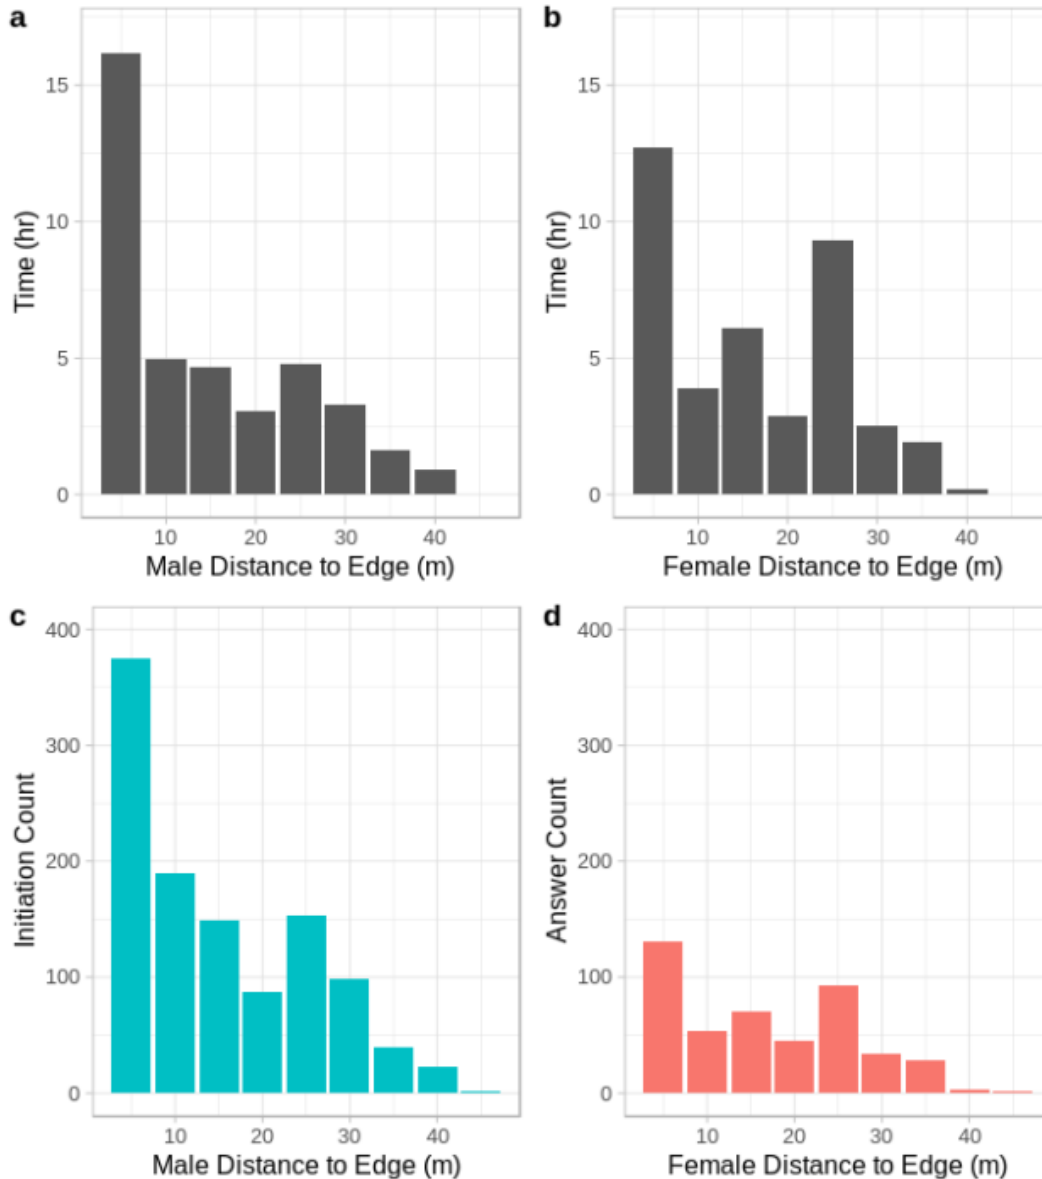 a
15
10
5
0
Time (hr)
10 20 30 40
Male Distance to Edge (m)
b
15
10
5
0
Time (hr)
10 20 30 40
Female Distance to Edge (m)
c
400
300
200
100
0
Initiation Count
10 20 30 40
Male Distance to Edge (m)
d
400
300
200
100
0
Answer Count
10 20 30 40
Female Distance to Edge (m)